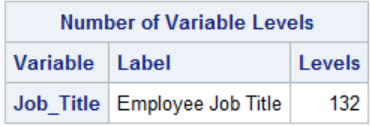 Number of Variable Levels
Variable Label Levels
Job_Title Employee Job Title 132